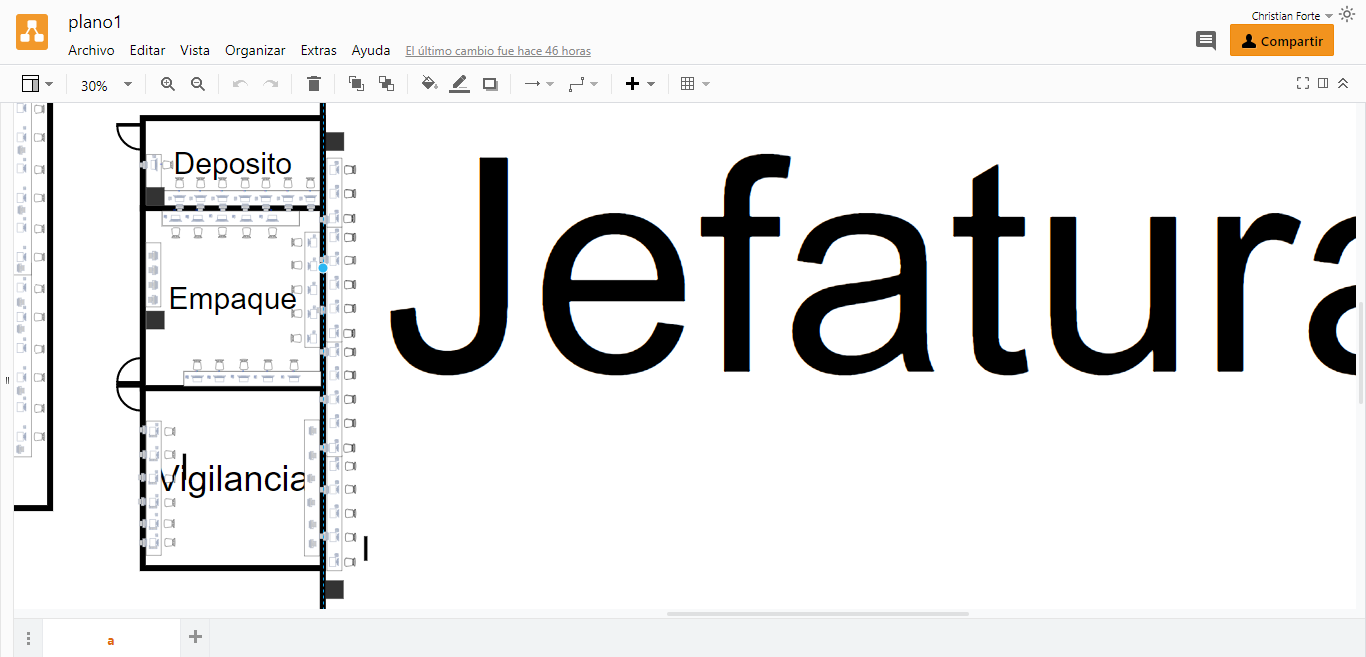 plano1
Christian Forte
Archivo Editar Vista Organizar Extras Ayuda El último cambio fue hace 46 horas
Compartir
30%
Deposito
Jefatura
Empaque
Vigilancia
a